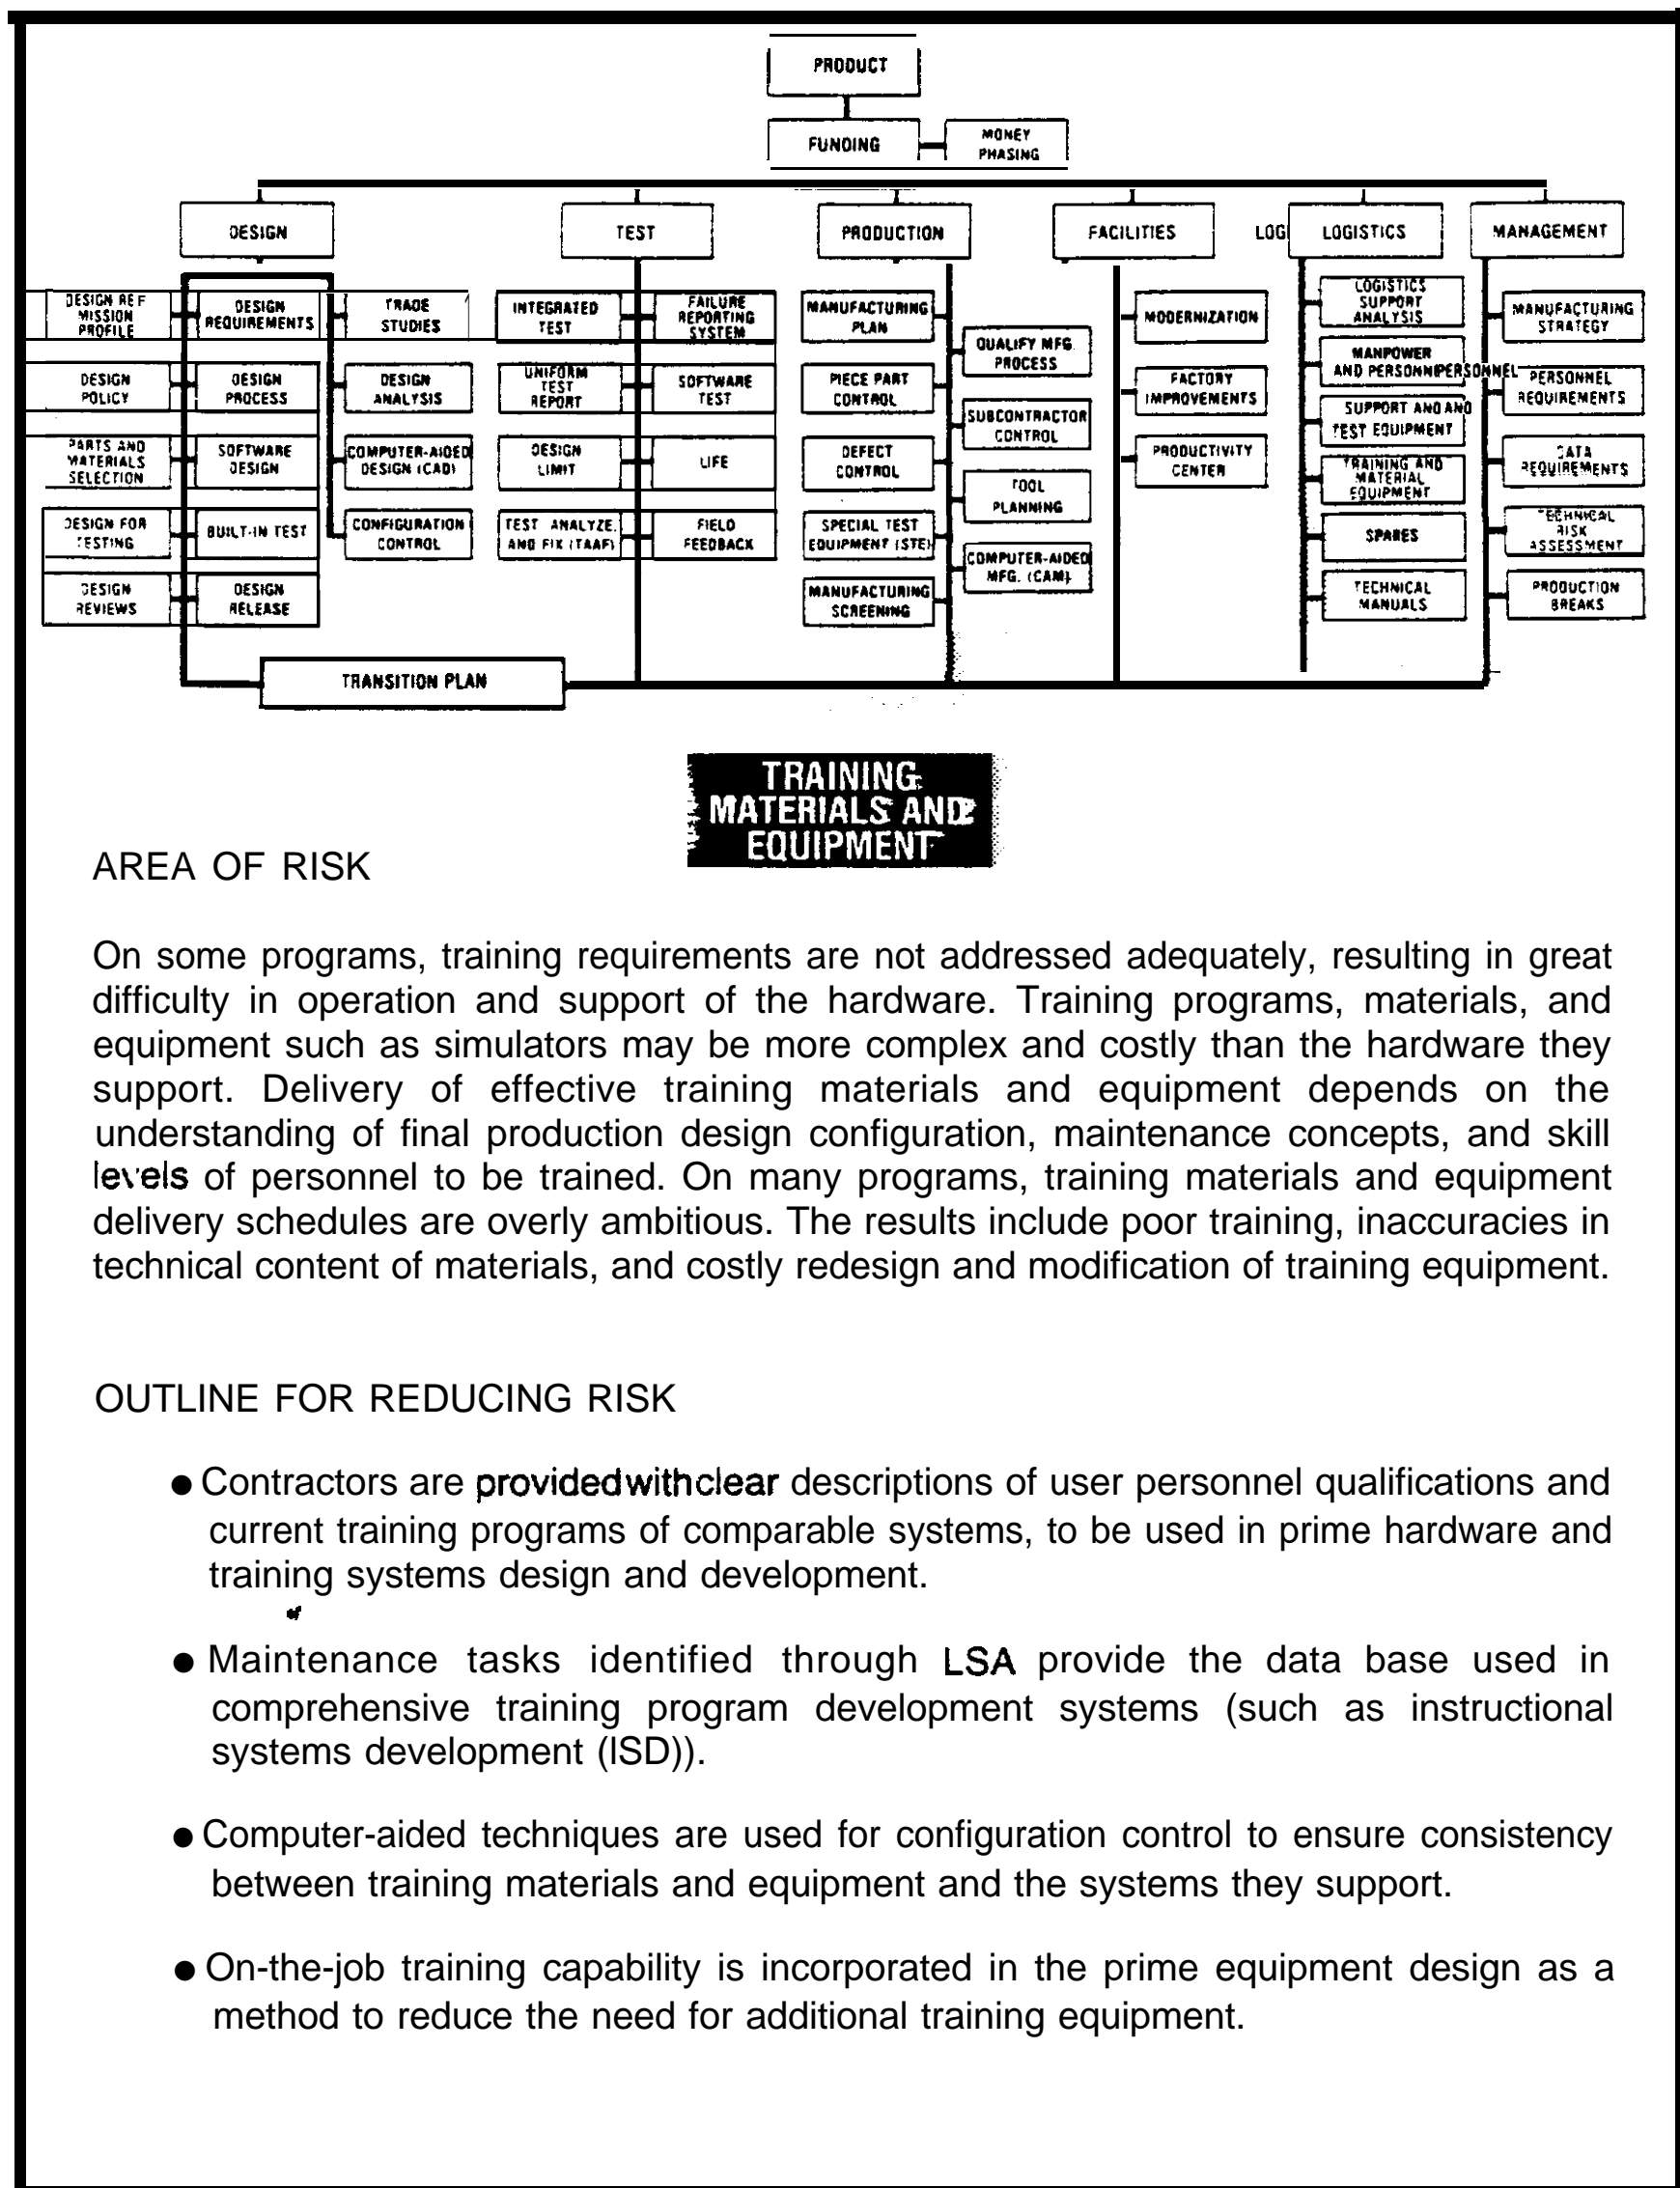 PRODUCT
FUNDING
MONEY
PHASING
DESIGN
TEST
PRODUCTION
FACILITIES
LOG
LOGISTICS
MANAGEMENT
DESIGN REF
MISSION
PROFILE
DESIGN
REQUIREMENTS
TRADE
STUDIES
DESIGN
POLICY
DESIGN
PROCESS
DESIGN
ANALYSIS
PARTS AND
MATERIALS
SELECTION
SOFTWARE
DESIGN
COMPUTER-AIDED
DESIGN (CAD)
DESIGN FOR
TESTING
BUILT-IN TEST
CONFIGURATION
CONTROL
DESIGN
REVIEWS
DESIGN
RELEASE
INTEGRATED
TEST
FAILURE
REPORTING
SYSTEM
UNIFORM
TEST
REPORT
SOFTWARE
TEST
DESIGN
LIMIT
LIFE
TEST ANALYZE.
AND FIX (TAAF)
FIELD
FEEDBACK
MANUFACTURING
PLAN
QUALIFY MFG.
PROCESS
PIECE PART
CONTROL
SUBCONTRACTOR
CONTROL
DEFECT
CONTROL
TOOL
PLANNING
SPECIAL TEST
EQUIPMENT (STE)
COMPUTER-AIDED
MFG. (CAM)
MANUFACTURING
SCREENING
MODERNIZATION
FACTORY
IMPROVEMENTS
PRODUCTIVITY
CENTER
LOGISTICS
SUPPORT
ANALYSIS
MANPOWER
AND PERSONNEL
PERSONNEL
SUPPORT AND AND
TEST EQUIPMENT
TRAINING AND
MATERIAL
EQUIPMENT
SPARES
TECHNICAL
MANUALS
MANUFACTURING
STRATEGY
PERSONNEL
REQUIREMENTS
DATA
REQUIREMENTS
TECHNICAL
RISK
ASSESSMENT
PRODUCTION
BREAKS
TRANSITION PLAN
TRAINING
MATERIALS AND
EQUIPMENT
AREA OF RISK
On some programs, training requirements are not addressed adequately, resulting in great
difficulty in operation and support of the hardware. Training programs, materials, and
equipment such as simulators may be more complex and costly than the hardware they
support. Delivery of effective training materials and equipment depends on the
understanding of final production design configuration, maintenance concepts, and skill
levels of personnel to be trained. On many programs, training materials and equipment
delivery schedules are overly ambitious. The results include poor training, inaccuracies in
technical content of materials, and costly redesign and modification of training equipment.
OUTLINE FOR REDUCING RISK
● Contractors are provided with clear descriptions of user personnel qualifications and
current training programs of comparable systems, to be used in prime hardware and
training systems design and development.
● Maintenance tasks identified through LSA provide the data base used in
comprehensive training program development systems (such as instructional
systems development (ISD)).
● Computer-aided techniques are used for configuration control to ensure consistency
between training materials and equipment and the systems they support.
● On-the-job training capability is incorporated in the prime equipment design as a
method to reduce the need for additional training equipment.